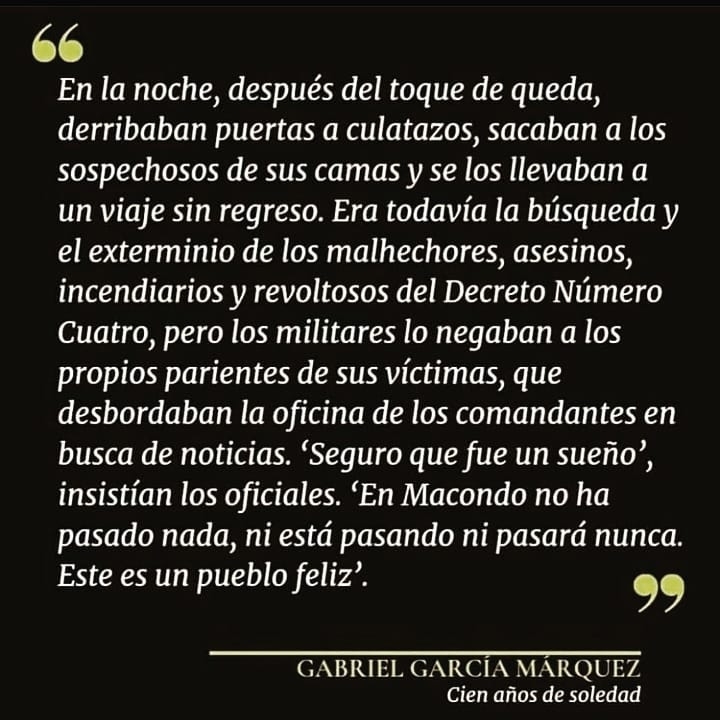 “
En la noche, después del toque de queda,
derribaban puertas a culatazos, sacaban a los
sospechosos de sus camas y se los llevaban a
un viaje sin regreso. Era todavía la búsqueda y
el exterminio de los malhechores, asesinos,
incendiarios y revoltosos del Decreto Número
Cuatro, pero los militares lo negaban a los
propios parientes de sus víctimas, que
desbordaban la oficina de los comandantes en
busca de noticias. ‘Seguro que fue un sueño’,
insistían los oficiales. ‘En Macondo no ha
pasado nada, ni está pasando ni pasará nunca.
Este es un pueblo feliz’.
”
GABRIEL GARCÍA MÁRQUEZ
Cien años de soledad